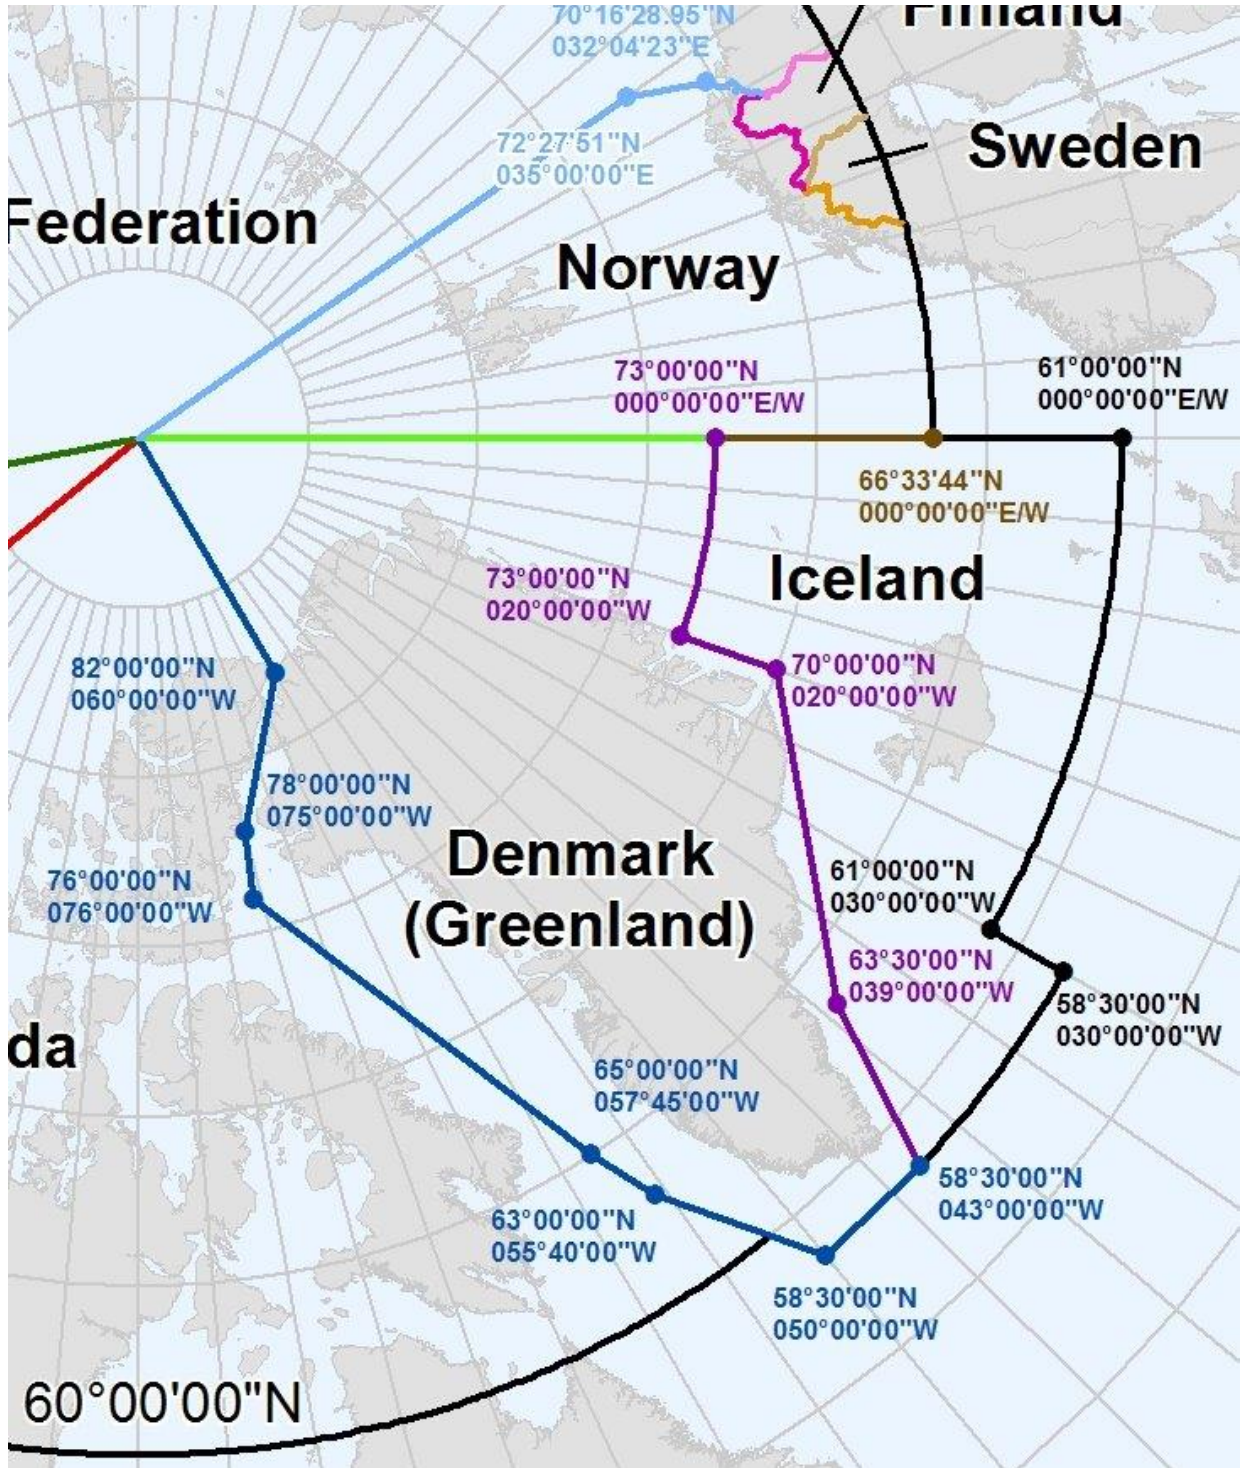 70°16'28.95"N
032°04'23"E
Finland
72°27'51"N
035°00'00"E
Sweden
Federation
Norway
73°00'00"N
000°00'00"E/W
61°00'00"N
000°00'00"E/W
66°33'44"N
000°00'00"E/W
73°00'00"N
020°00'00"W
Iceland
82°00'00"N
060°00'00"W
70°00'00"N
020°00'00"W
78°00'00"N
075°00'00"W
Denmark
(Greenland)
76°00'00"N
076°00'00"W
61°00'00"N
030°00'00"W
63°30'00"N
039°00'00"W
58°30'00"N
030°00'00"W
da
65°00'00"N
057°45'00"W
58°30'00"N
043°00'00"W
63°00'00"N
055°40'00"W
58°30'00"N
050°00'00"W
60°00'00"N